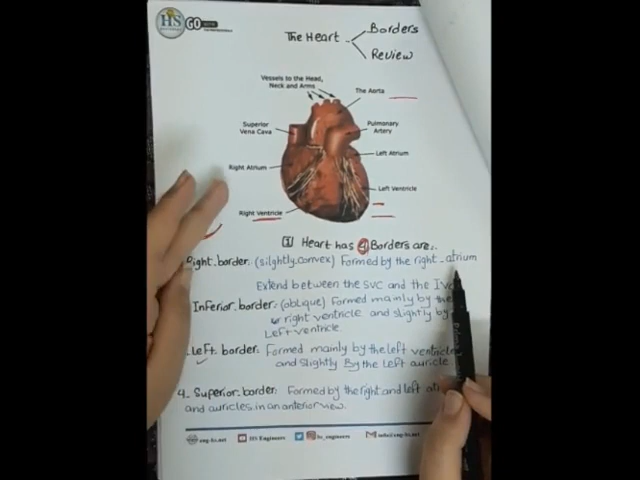 HS GO
The Heart
Borders
Review
Vessels to the Head,
Neck and Arms
The Aorta
Superior
Vena Cava
Pulmonary
Artery
Left Atrium
Right Atrium
Left Ventricle
Right Ventricle
1 Heart has 4 Borders are:.
Right.border: (silghtly.convex) Formed by the right-atrium
Extend between the SVC and the IVC
Inferior.border: (oblique) Formed mainly by the
right ventricle and slightly by
Left ventricle
Left border: Formed mainly by the left ventricle
and slightly By the Left auricle
4- Superior.border: Formed by the right and left
and auricles.in an anterior view.
eng-hs.net HS Engineers hs_engineers info@eng-hs.net